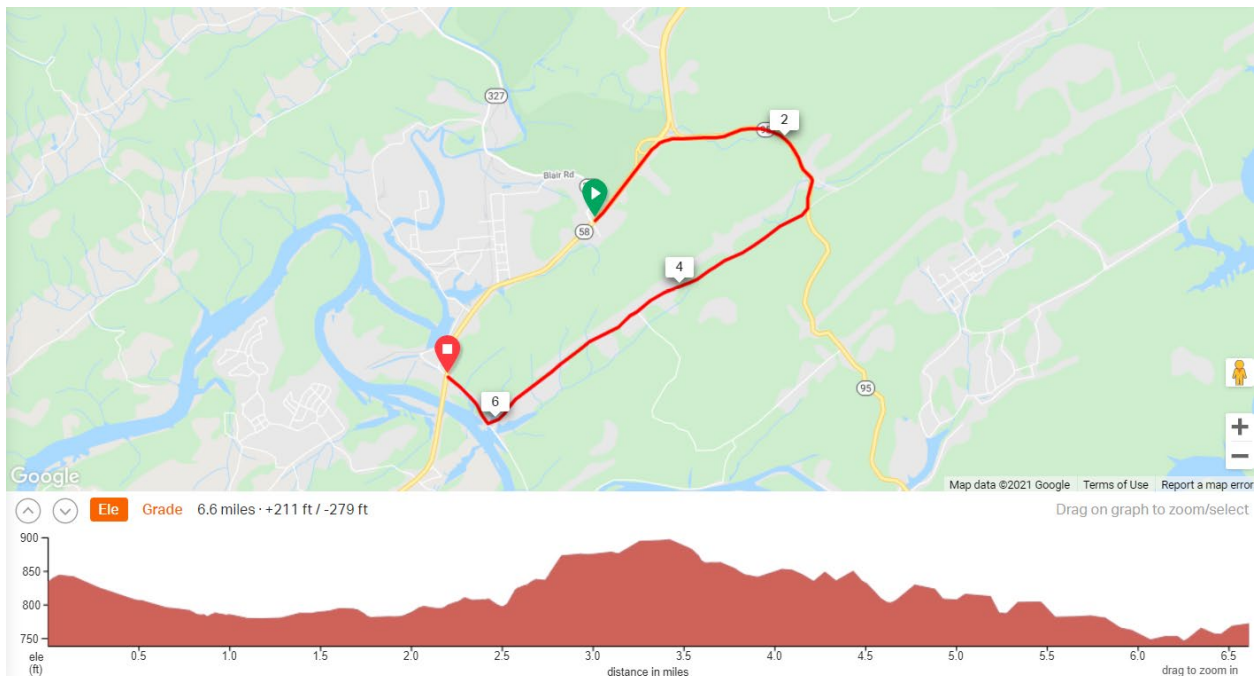 327
2
Blair Rd
58
4
6
95
Google
Map data ©2021 Google Terms of Use Report a map error
Ele Grade 6.6 miles · +211 ft / -279 ft Drag on graph to zoom/select
900
850
800
750
ele 0.5 1.0 1.5 2.0 2.5 3.0 3.5 4.0 4.5 5.0 5.5 6.0 6.5
(ft) distance in miles drag to zoom in